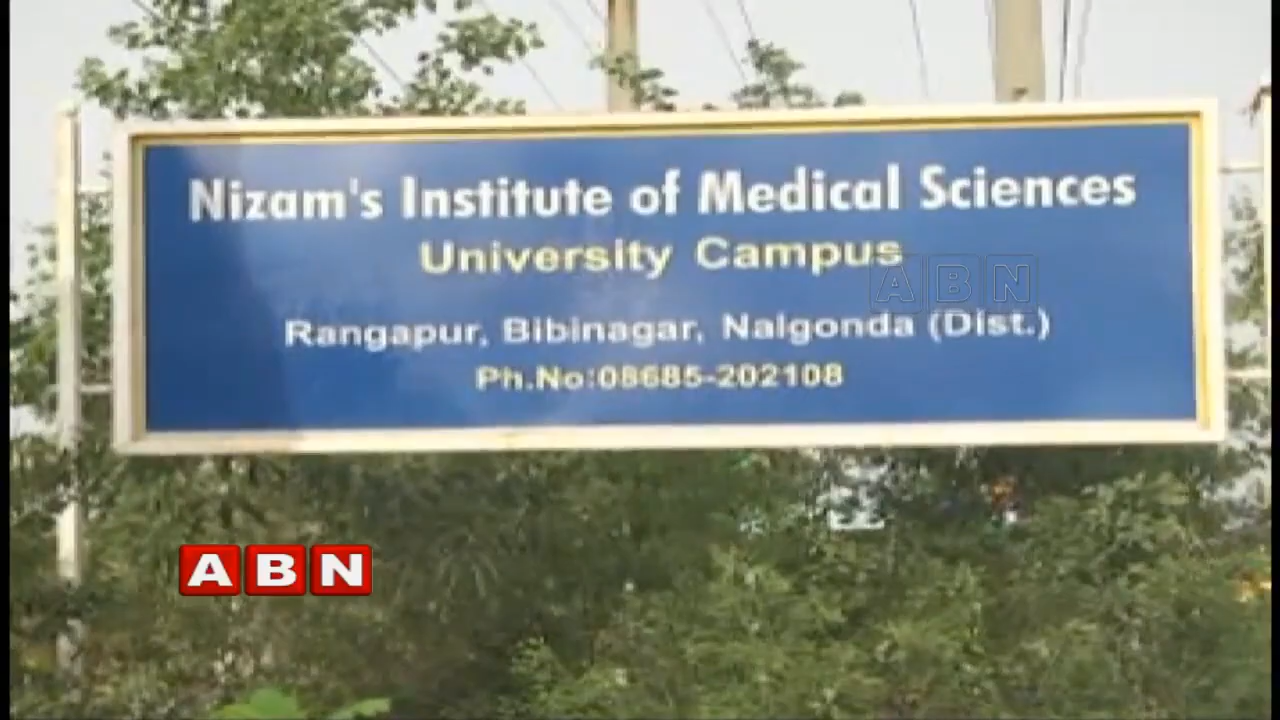 Nizam's Institute of Medical Sciences
University Campus
ABN
Rangapur, Bibinagar, Nalgonda (Dist.)
Ph.No:08685-202108
ABN